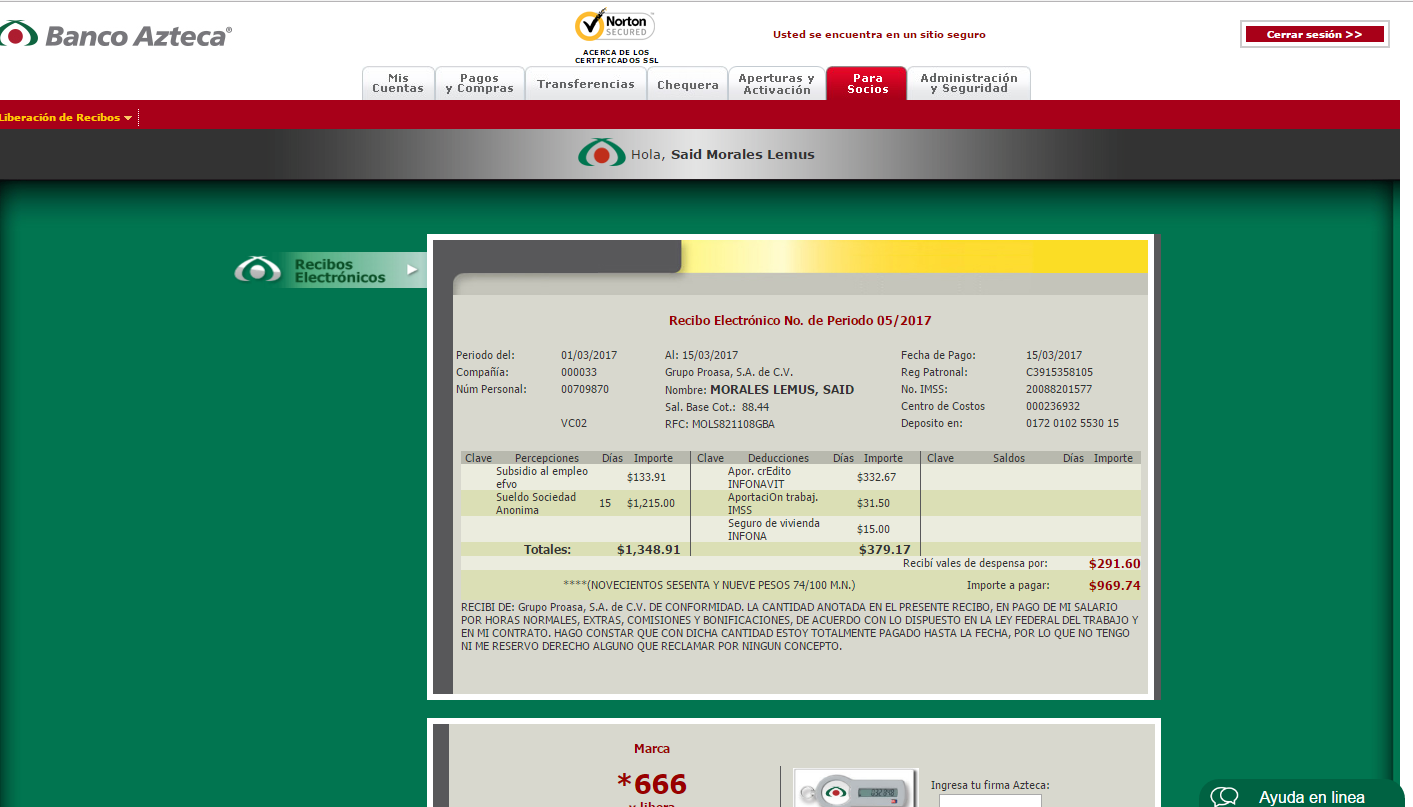 Banco Azteca®
Norton
SECURED
ACERCA DE LOS
CERTIFICADOS SSL
Usted se encuentra en un sitio seguro
Cerrar sesión >>
Mis Cuentas
Pagos y Compras
Transferencias
Chequera
Aperturas y Activación
Para Socios
Administración y Seguridad
Liberación de Recibos
Hola, Said Morales Lemus
Recibos
Electrónicos
Recibo Electrónico No. de Periodo 05/2017
Periodo del: 01/03/2017 Al: 15/03/2017 Fecha de Pago: 15/03/2017
Compañía: 000033 Grupo Proasa, S.A. de C.V. Reg Patronal: C3915358105
Núm Personal: 00709870 Nombre: MORALES LEMUS, SAID No. IMSS: 20088201577
Sal. Base Cot.: 88.44 Centro de Costos 000236932
VC02 RFC: MOLS821108GBA Deposito en: 0172 0102 5530 15
Clave Percepciones Días Importe Clave Deducciones Días Importe Clave Saldos Días Importe
Subsidio al empleo efvo $133.91 Apor. crEdito INFONAVIT $332.67
Sueldo Sociedad Anonima 15 $1,215.00 AportaciOn trabaj. IMSS $31.50
Seguro de vivienda INFONA $15.00
Totales: $1,348.91 $379.17
Recibí vales de despensa por: $291.60
****(NOVECIENTOS SESENTA Y NUEVE PESOS 74/100 M.N.) Importe a pagar: $969.74
RECIBI DE: Grupo Proasa, S.A. de C.V. DE CONFORMIDAD. LA CANTIDAD ANOTADA EN EL PRESENTE RECIBO, EN PAGO DE MI SALARIO
POR HORAS NORMALES, EXTRAS, COMISIONES Y BONIFICACIONES, DE ACUERDO CON LO DISPUESTO EN LA LEY FEDERAL DEL TRABAJO Y
EN MI CONTRATO. HAGO CONSTAR QUE CON DICHA CANTIDAD ESTOY TOTALMENTE PAGADO HASTA LA FECHA, POR LO QUE NO TENGO
NI ME RESERVO DERECHO ALGUNO QUE RECLAMAR POR NINGUN CONCEPTO.
Marca
*666
y libera
Ingresa tu firma Azteca:
Ayuda en linea